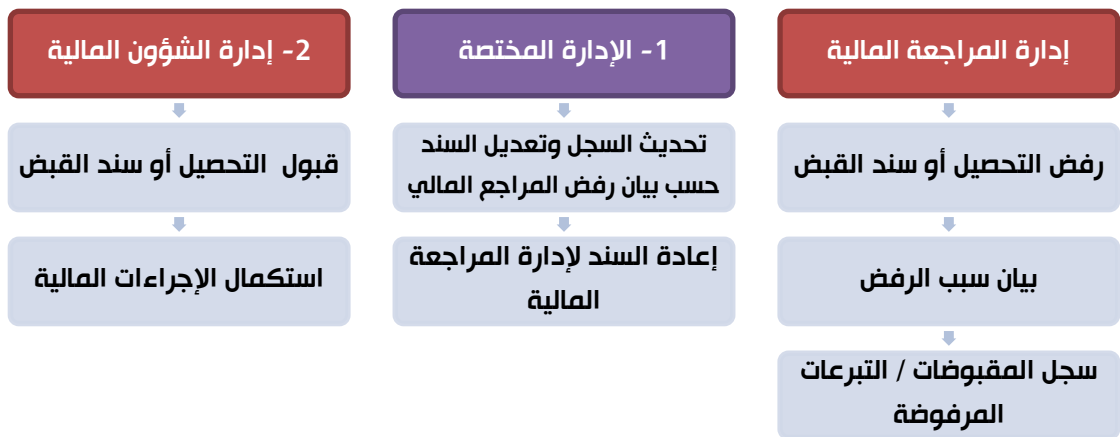 إدارة المراجعة المالية
رفض التحصيل أو سند القبض
بيان سبب الرفض
سجل المقبوضات / التبرعات
المرفوضة
1- الإدارة المختصة
تحديث السجل وتعديل السند
حسب بيان رفض المراجع المالي
إعادة السند لإدارة المراجعة
المالية
2- إدارة الشؤون المالية
قبول التحصيل أو سند القبض
استكمال الإجراءات المالية